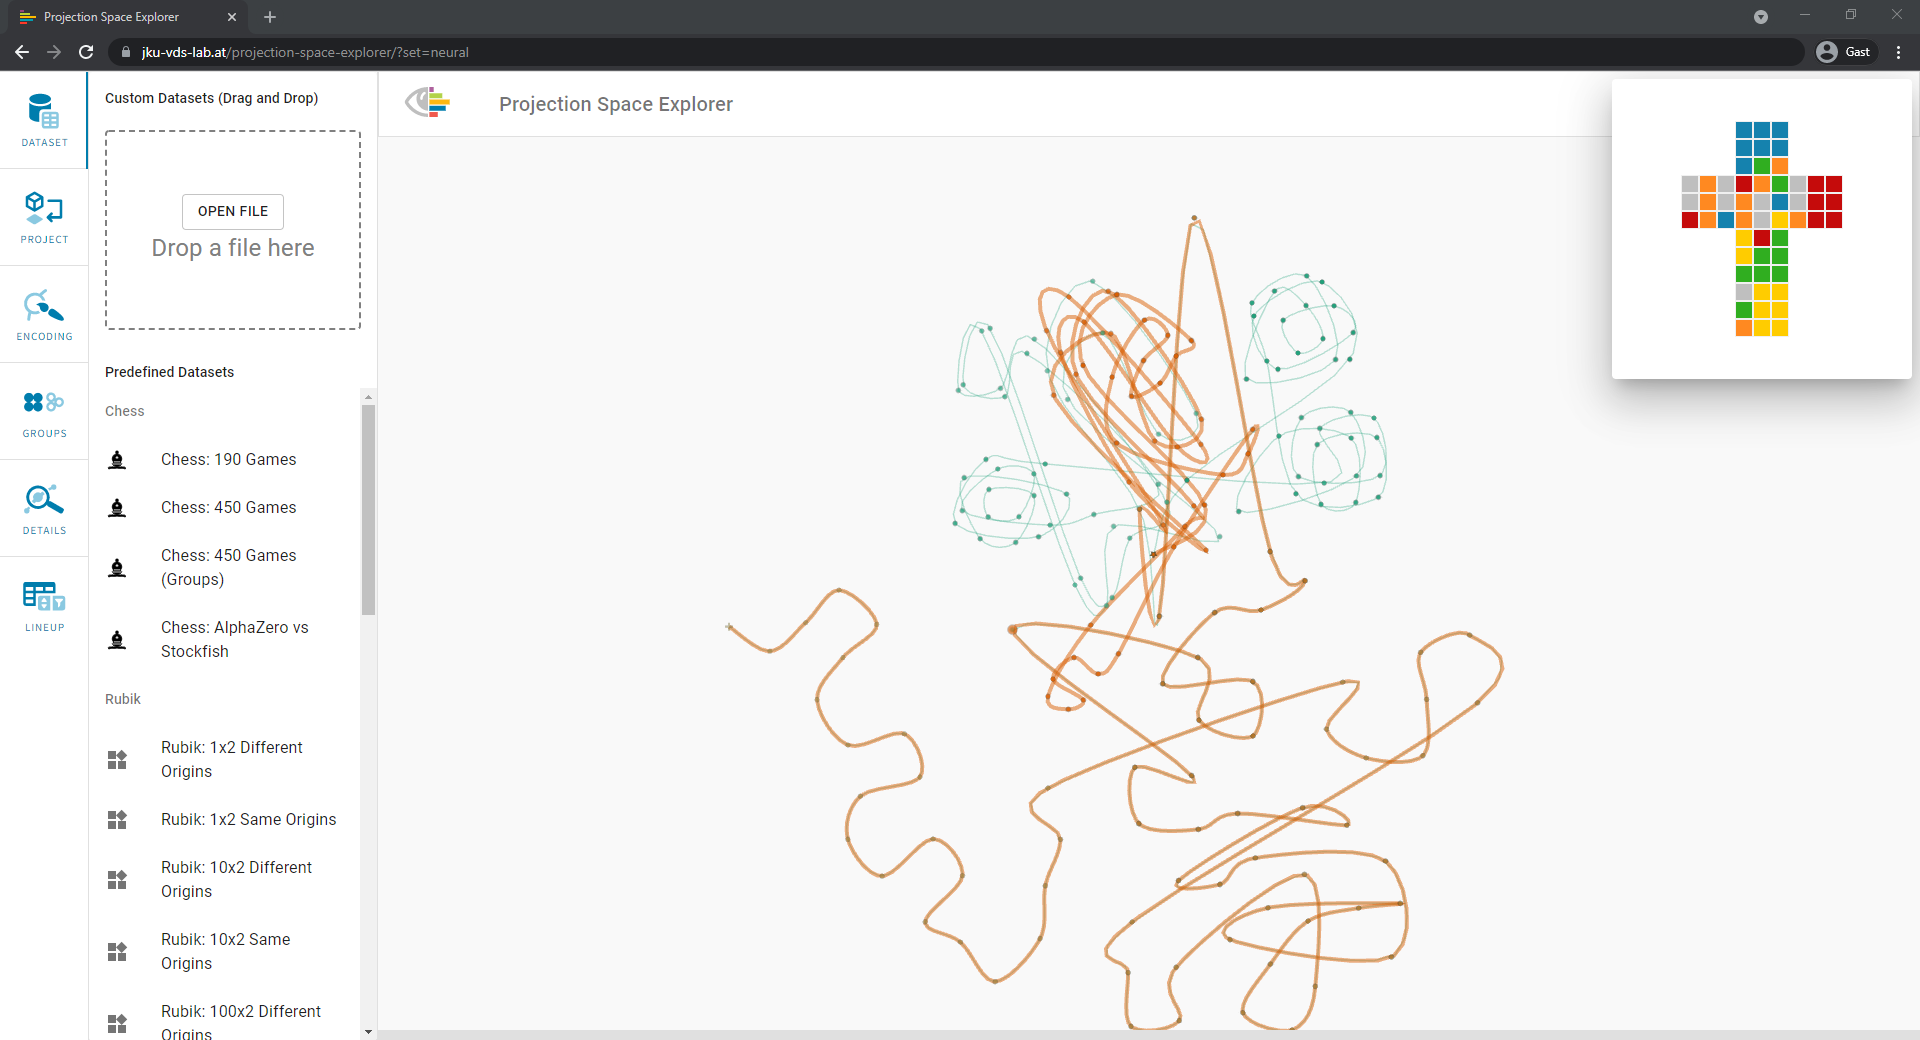 Projection Space Explorer
jku-vds-lab.at/projection-space-explorer/?set=neural
Gast
DATASET
PROJECT
ENCODING
GROUPS
DETAILS
LINEUP
Custom Datasets (Drag and Drop)
OPEN FILE
Drop a file here
Predefined Datasets
Chess
Chess: 190 Games
Chess: 450 Games
Chess: 450 Games
(Groups)
Chess: AlphaZero vs
Stockfish
Rubik
Rubik: 1x2 Different
Origins
Rubik: 1x2 Same Origins
Rubik: 10x2 Different
Origins
Rubik: 10x2 Same
Origins
Rubik: 100x2 Different
Origins
Projection Space Explorer